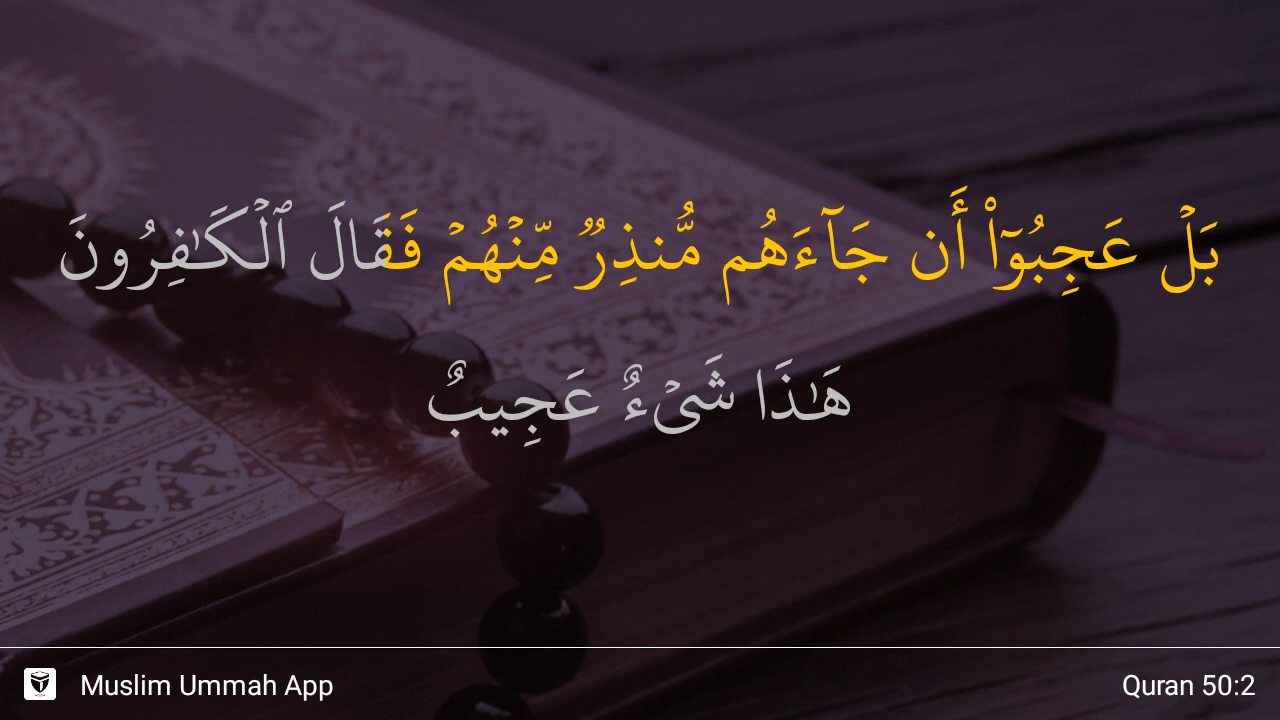 بَلْ عَجِبُوٓا۟ أَن جَآءَهُم مُّنذِرٌ مِّنْهُمْ فَقَالَ ٱلْكَـٰفِرُونَ
هَـٰذَا شَىْءٌ عَجِيبٌ
Muslim Ummah App
Quran 50:2